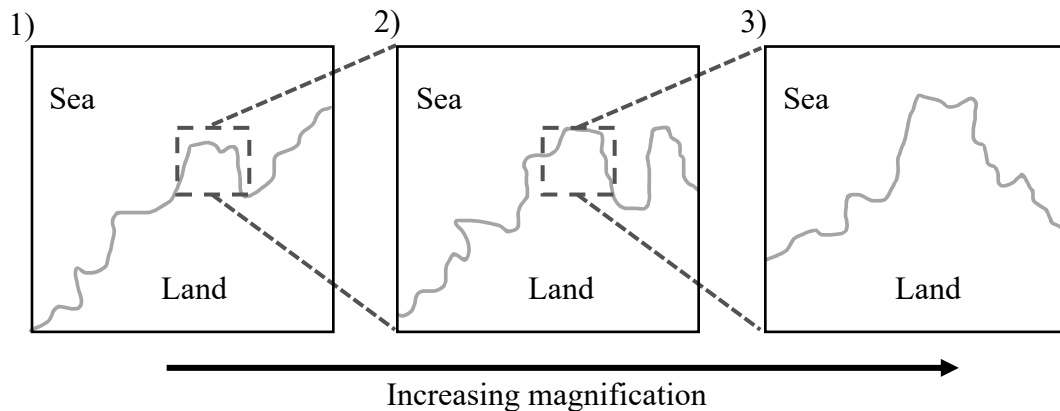 1)
2)
3)
Sea
Sea
Sea
Land
Land
Land
Increasing magnification